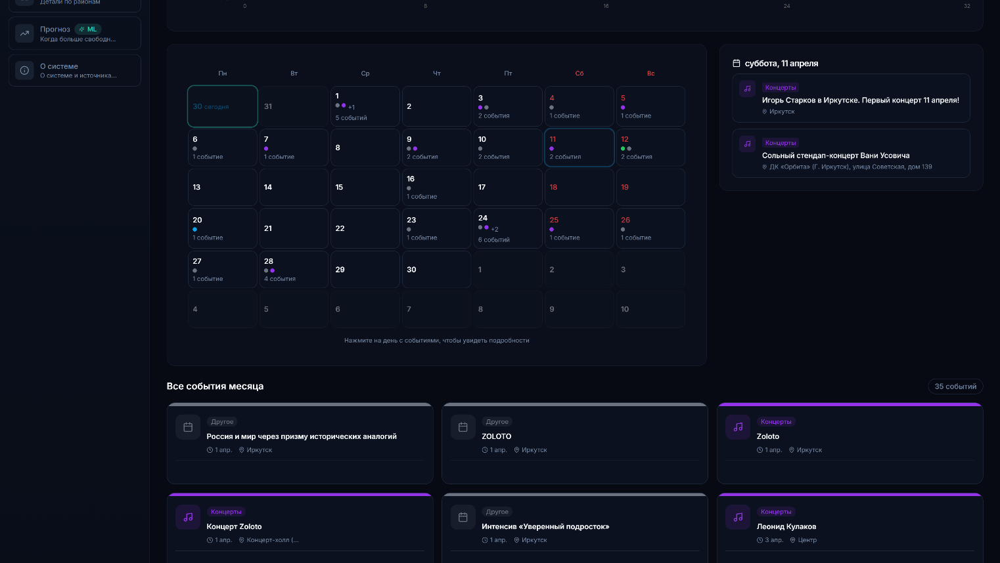 Детали по районам
Прогноз ML
Когда больше свободн...
О системе
О системе и источника...
0 8 16 24 32
Пн Вт Ср Чт Пт Сб Вс
30 сегодня
31
1
+1
5 событий
2
3
2 события
4
1 событие
5
1 событие
6
1 событие
7
1 событие
8
9
2 события
10
2 события
11
2 события
12
2 события
13
14
15
16
1 событие
17
18
19
20
1 событие
21
22
23
1 событие
24
+2
6 событий
25
1 событие
26
1 событие
27
1 событие
28
4 события
29
30
1
2
3
4
5
6
7
8
9
10
Нажмите на день с событиями, чтобы увидеть подробности
суббота, 11 апреля
Концерты
Игорь Старков в Иркутске. Первый концерт 11 апреля!
Иркутск
Концерты
Сольный стендап-концерт Вани Усовича
ДК «Орбита» (Г. Иркутск), улица Советская, дом 139
Все события месяца
35 событий
Другое
Россия и мир через призму исторических аналогий
1 апр. Иркутск
Другое
ZOLOTO
1 апр. Иркутск
Концерты
Zoloto
1 апр. Иркутск
Концерты
Концерт Zoloto
1 апр. Концерт-холл (...
Другое
Интенсив «Уверенный подросток»
1 апр. Иркутск
Концерты
Леонид Кулаков
3 апр. Центр